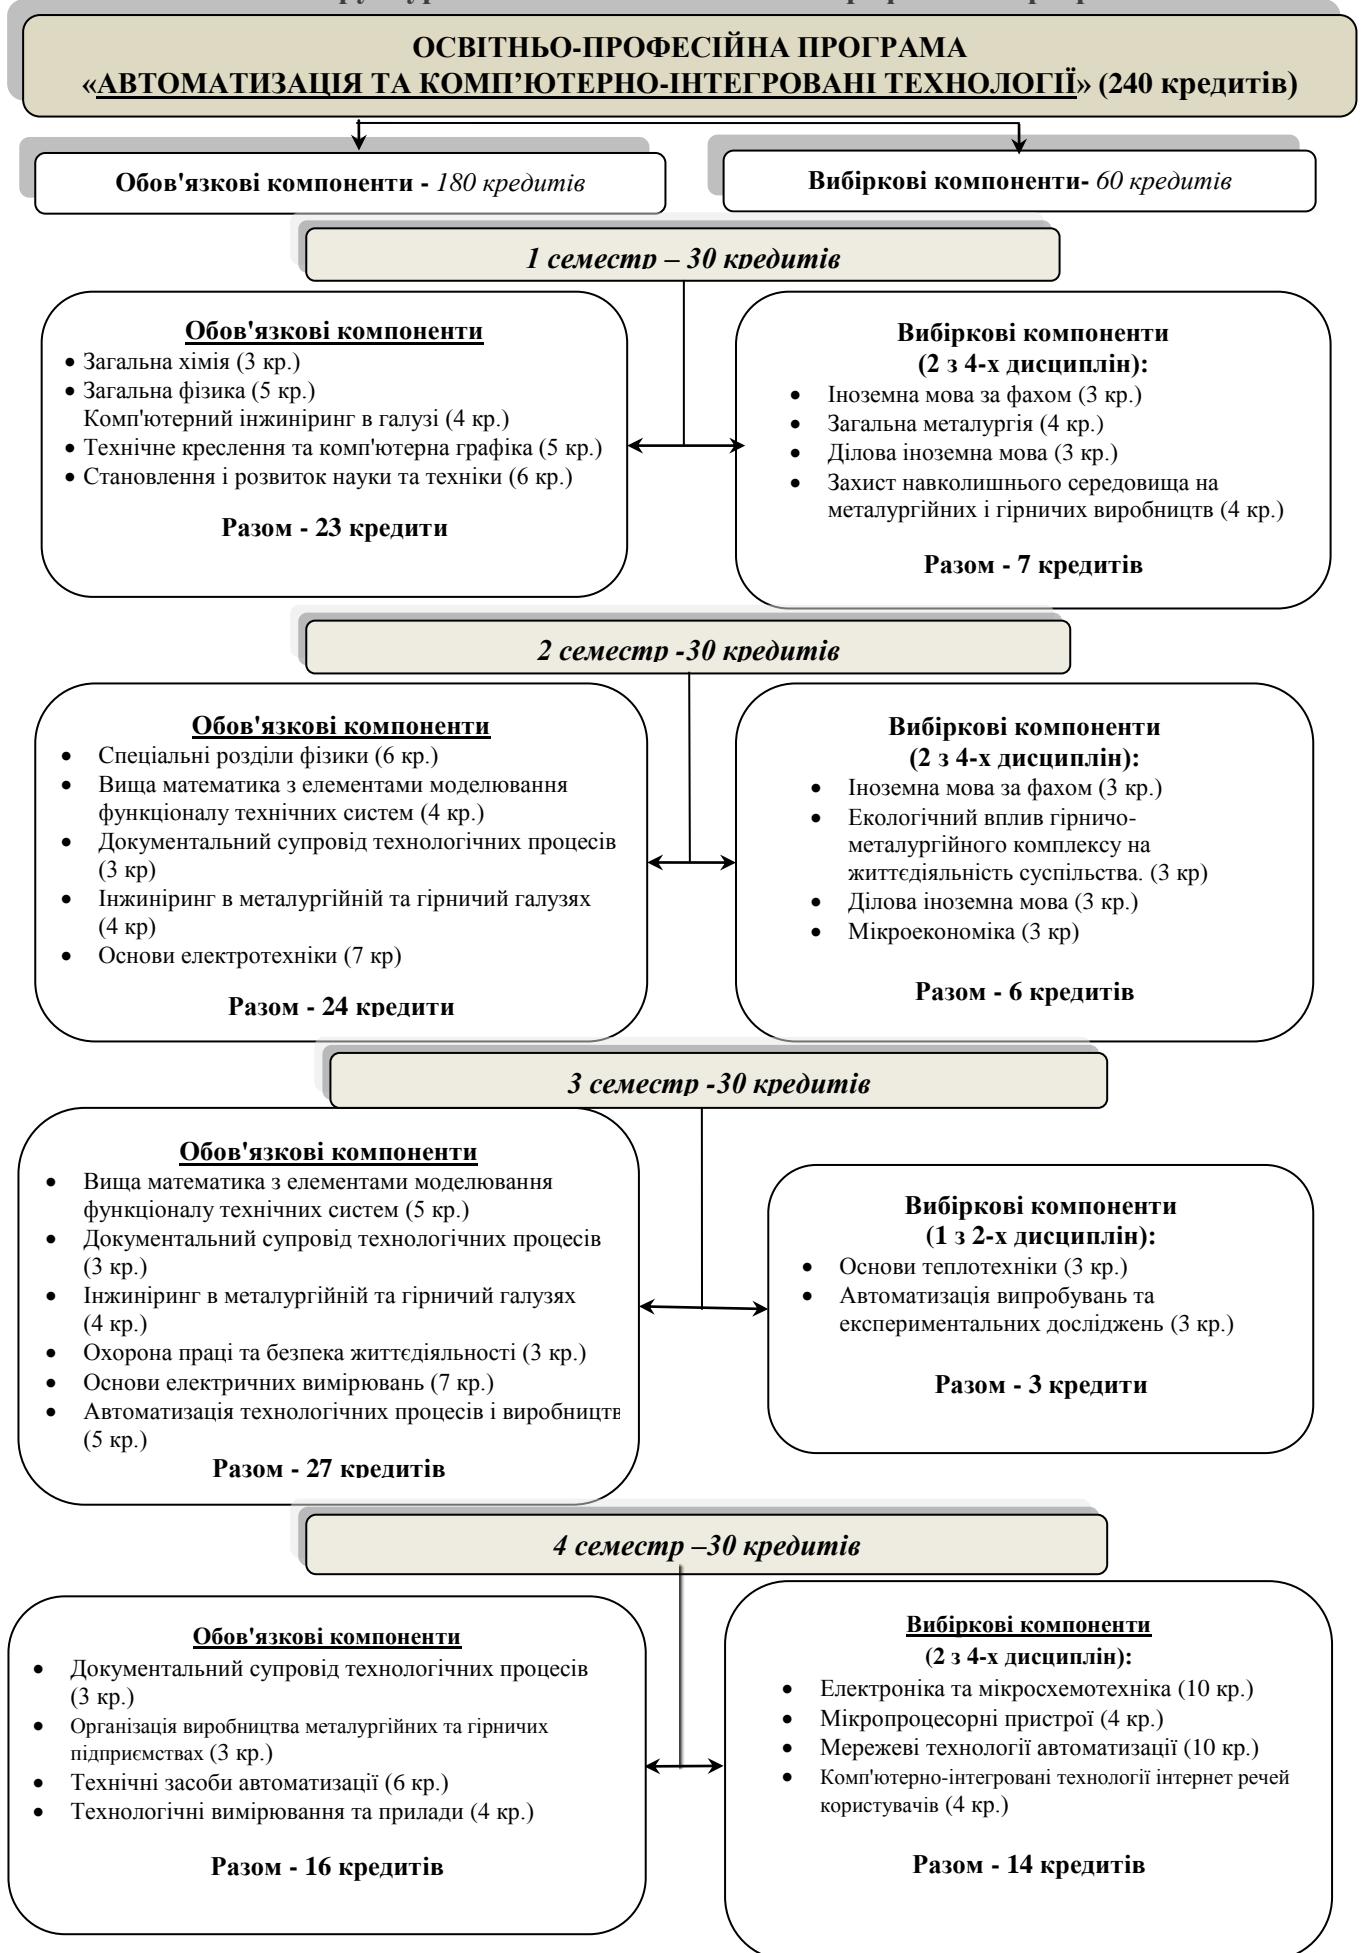 ОСВІТНЬО-ПРОФЕСІЙНА ПРОГРАМА
«АВТОМАТИЗАЦІЯ ТА КОМП’ЮТЕРНО-ІНТЕГРОВАНІ ТЕХНОЛОГІЇ» (240 кредитів)
Обов'язкові компоненти - 180 кредитів
Вибіркові компоненти- 60 кредитів
1 семестр – 30 кредитів
Обов'язкові компоненти
• Загальна хімія (3 кр.)
• Загальна фізика (5 кр.)
Комп'ютерний інжиніринг в галузі (4 кр.)
• Технічне креслення та комп'ютерна графіка (5 кр.)
• Становлення і розвиток науки та техніки (6 кр.)
Разом - 23 кредити
Вибіркові компоненти
(2 з 4-х дисциплін):
• Іноземна мова за фахом (3 кр.)
• Загальна металургія (4 кр.)
• Ділова іноземна мова (3 кр.)
• Захист навколишнього середовища на
металургійних і гірничих виробництв (4 кр.)
Разом - 7 кредитів
2 семестр -30 кредитів
Обов'язкові компоненти
• Спеціальні розділи фізики (6 кр.)
• Вища математика з елементами моделювання
функціоналу технічних систем (4 кр.)
• Документальний супровід технологічних процесів
(3 кр)
• Інжиніринг в металургійній та гірничий галузях
(4 кр)
• Основи електротехніки (7 кр)
Разом - 24 кредити
Вибіркові компоненти
(2 з 4-х дисциплін):
• Іноземна мова за фахом (3 кр.)
• Екологічний вплив гірничо-
металургійного комплексу на
життєдіяльність суспільства. (3 кр)
• Ділова іноземна мова (3 кр.)
• Мікроекономіка (3 кр)
Разом - 6 кредитів
3 семестр -30 кредитів
Обов'язкові компоненти
• Вища математика з елементами моделювання
функціоналу технічних систем (5 кр.)
• Документальний супровід технологічних процесів
(3 кр.)
• Інжиніринг в металургійній та гірничий галузях
(4 кр.)
• Охорона праці та безпека життєдіяльності (3 кр.)
• Основи електричних вимірювань (7 кр.)
• Автоматизація технологічних процесів і виробництв
(5 кр.)
Разом - 27 кредитів
Вибіркові компоненти
(1 з 2-х дисциплін):
• Основи теплотехніки (3 кр.)
• Автоматизація випробувань та
експериментальних досліджень (3 кр.)
Разом - 3 кредити
4 семестр –30 кредитів
Обов'язкові компоненти
• Документальний супровід технологічних процесів
(3 кр.)
• Організація виробництва металургійних та гірничих
підприємствах (3 кр.)
• Технічні засоби автоматизації (6 кр.)
• Технологічні вимірювання та прилади (4 кр.)
Разом - 16 кредитів
Вибіркові компоненти
(2 з 4-х дисциплін):
• Електроніка та мікросхемотехніка (10 кр.)
• Мікропроцесорні пристрої (4 кр.)
• Мережеві технології автоматизації (10 кр.)
• Комп'ютерно-інтегровані технології інтернет речей
користувачів (4 кр.)
Разом - 14 кредитів